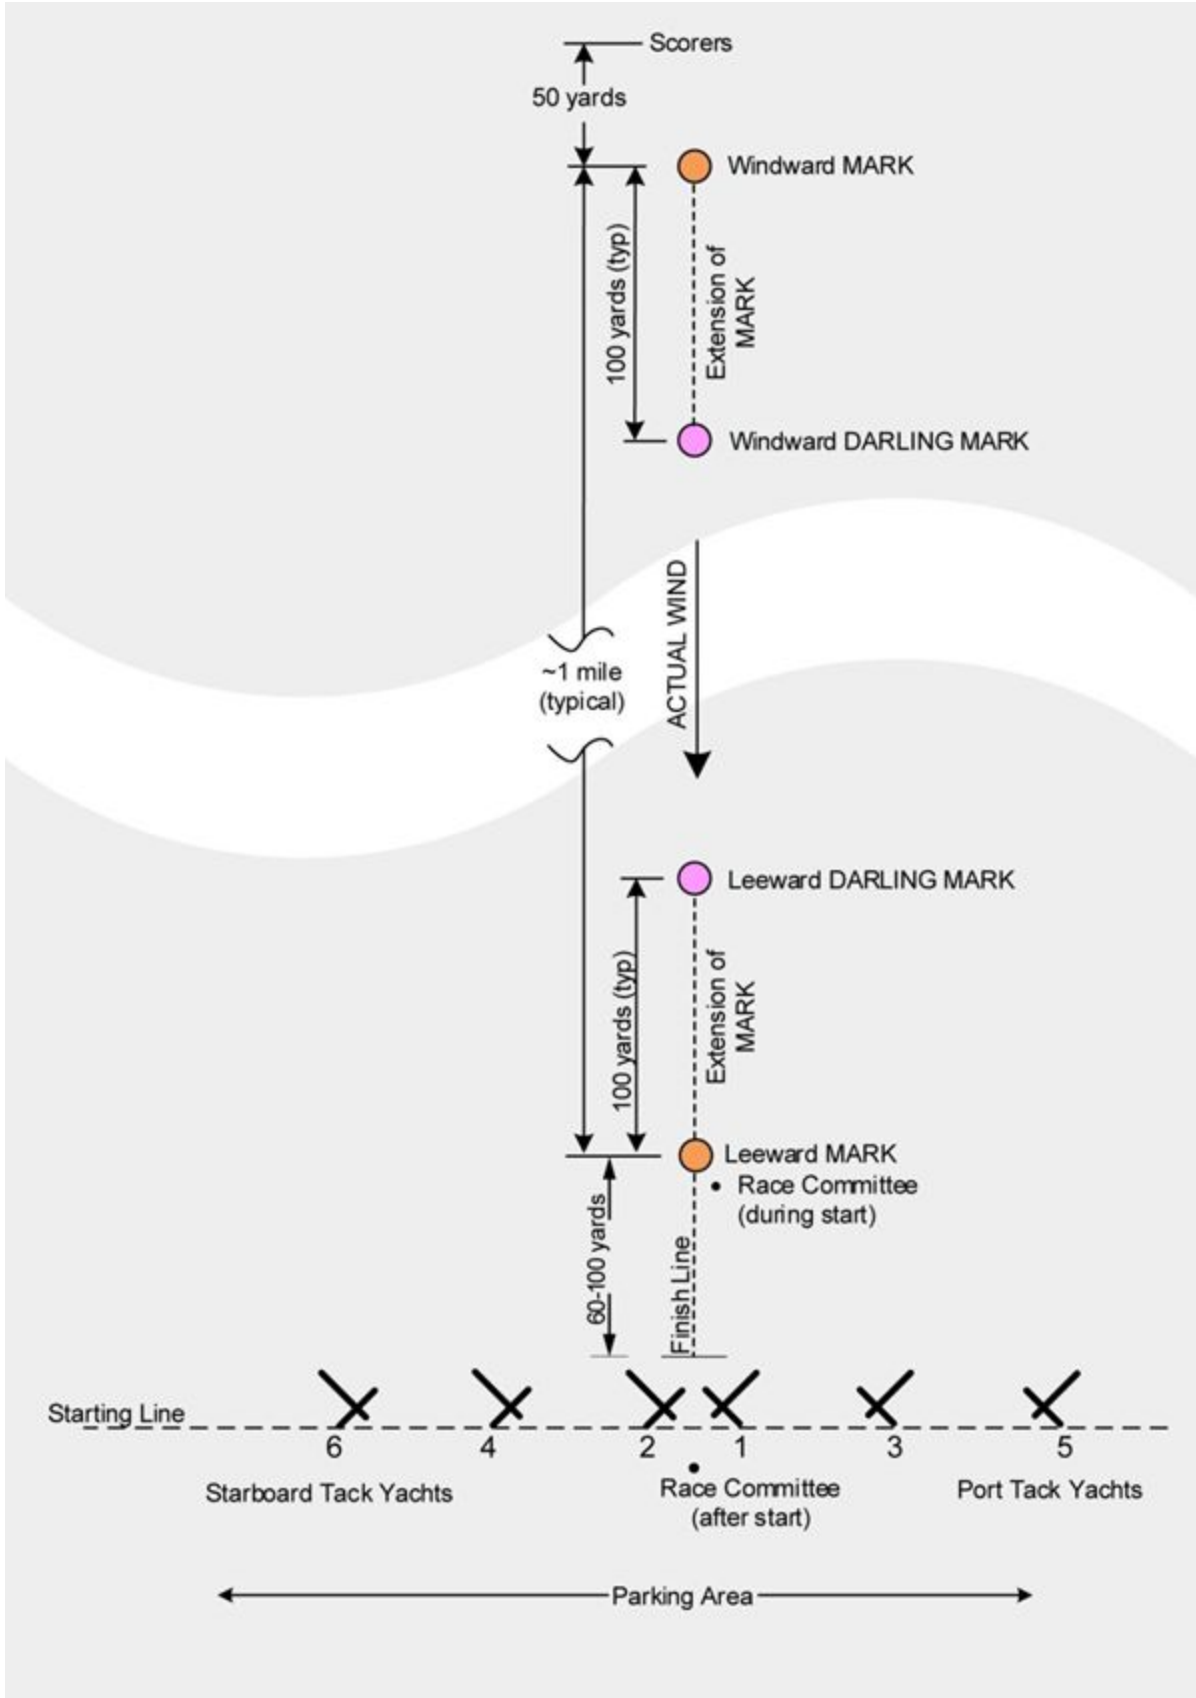 Scorers
50 yards
Windward MARK
100 yards (typ)
Extension of
MARK
Windward DARLING MARK
ACTUAL WIND
~1 mile
(typical)
Leeward DARLING MARK
100 yards (typ)
Extension of
MARK
Leeward MARK
• Race Committee
(during start)
60-100 yards
Finish Line
Starting Line
6 4 2 1 3 5
Starboard Tack Yachts
Race Committee
(after start)
Port Tack Yachts
Parking Area